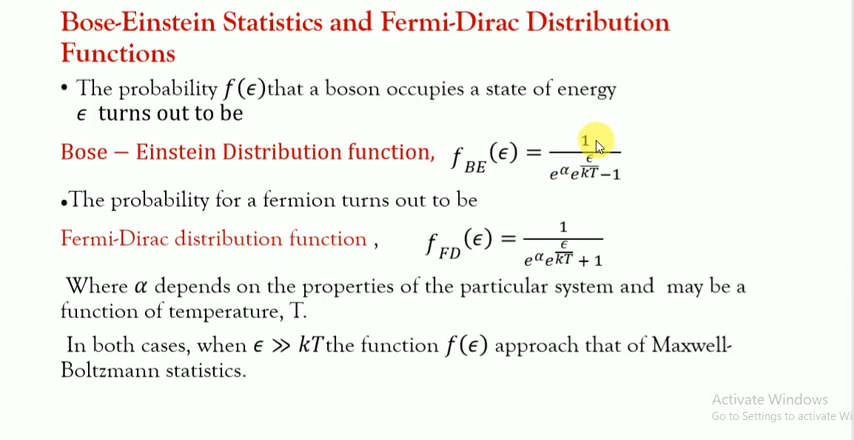 Bose-Einstein Statistics and Fermi-Dirac Distribution
Functions
• The probability f(ϵ)that a boson occupies a state of energy
ϵ turns out to be
Bose − Einstein Distribution function, f_BE(ϵ) = 1/(e^α e^(ϵ/kT) −1)
•The probability for a fermion turns out to be
Fermi-Dirac distribution function , f_FD(ϵ) = 1/(e^α e^(ϵ/kT) + 1)
Where α depends on the properties of the particular system and may be a
function of temperature, T.
In both cases, when ϵ ≫ kT the function f(ϵ) approach that of Maxwell-
Boltzmann statistics.
Activate Windows
Go to Settings to activate Wi